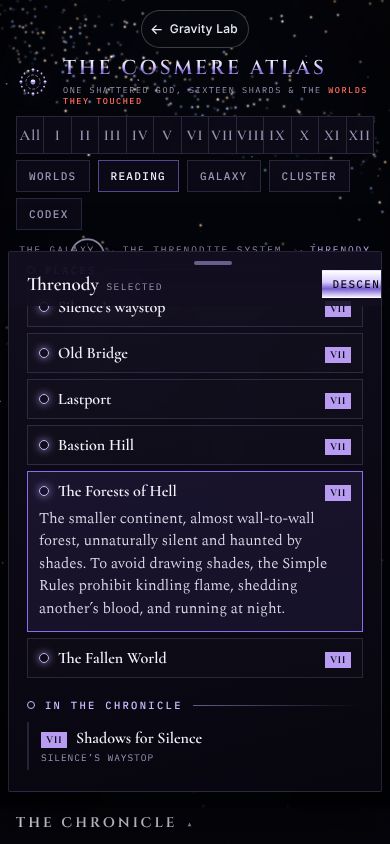 ← Gravity Lab
THE COSMERE ATLAS
ONE SHATTERED GOD, SIXTEEN SHARDS & THE WORLDS
THEY TOUCHED
All I II III IV V VI VII VIII IX X XI XII
WORLDS READING GALAXY CLUSTER
CODEX
THE GALAXY THE THRENODITE SYSTEM THRENODY
PLACES
Threnody SELECTED DESCEN
Silence's waystop VII
Old Bridge VII
Lastport VII
Bastion Hill VII
The Forests of Hell VII
The smaller continent, almost wall-to-wall
forest, unnaturally silent and haunted by
shades. To avoid drawing shades, the Simple
Rules prohibit kindling flame, shedding
another's blood, and running at night.
The Fallen World VII
IN THE CHRONICLE
VII Shadows for Silence
SILENCE'S WAYSTOP
THE CHRONICLE ▴